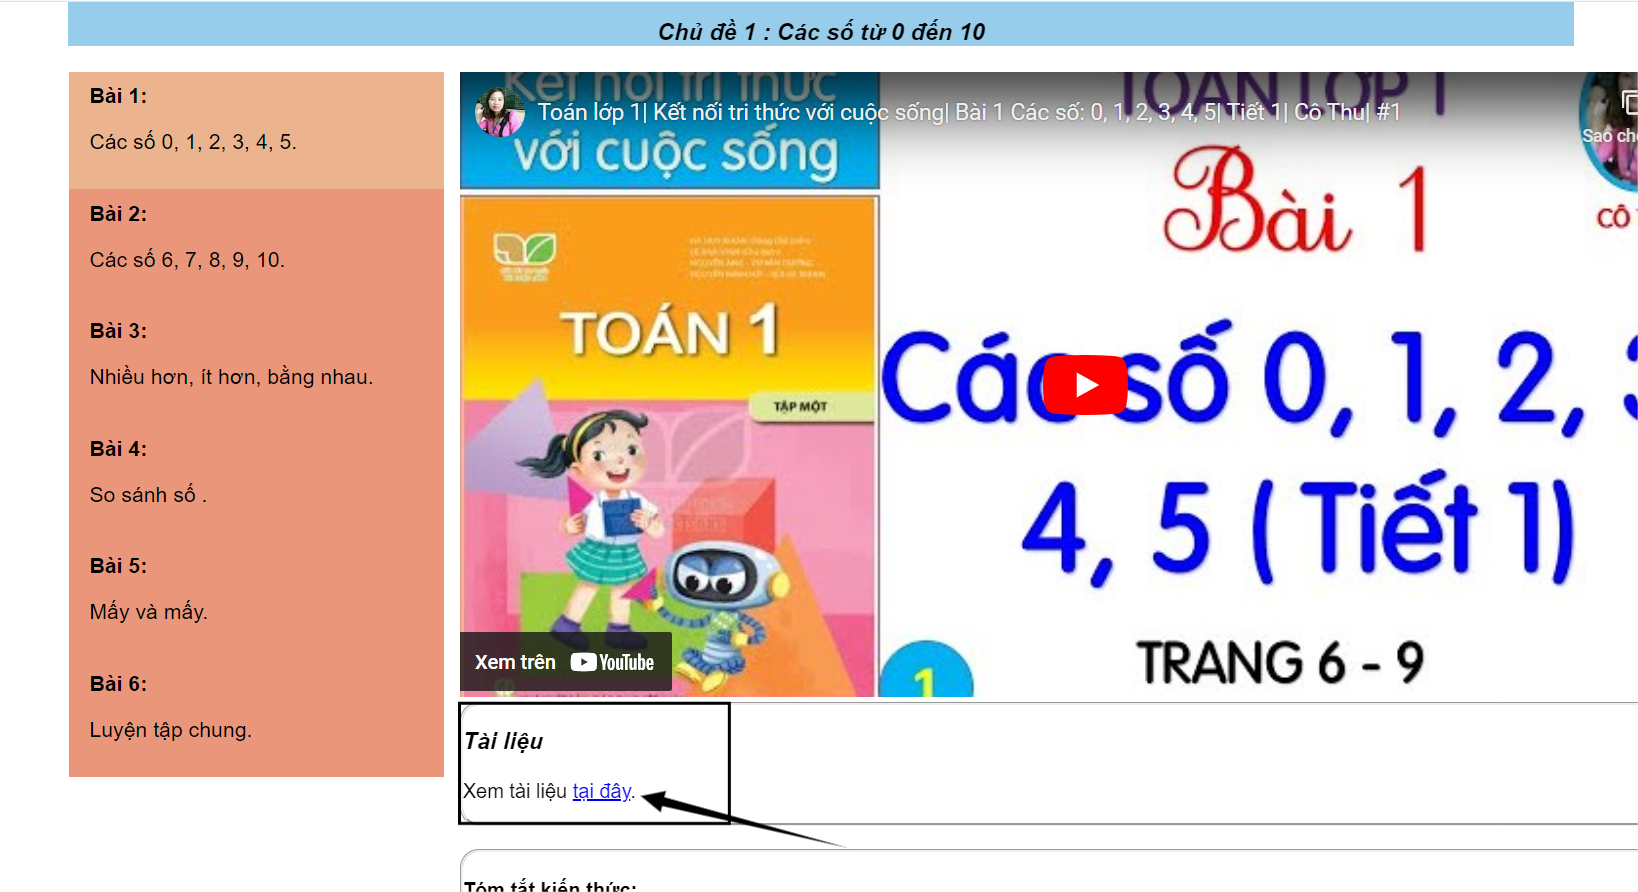 Chủ đề 1 : Các số từ 0 đến 10
Bài 1:
Các số 0, 1, 2, 3, 4, 5.
Bài 2:
Các số 6, 7, 8, 9, 10.
Bài 3:
Nhiều hơn, ít hơn, bằng nhau.
Bài 4:
So sánh số .
Bài 5:
Mấy và mấy.
Bài 6:
Luyện tập chung.
Kết nối tri thức
với cuộc sống
TOÁN LỚP 1
Toán lớp 1| Kết nối tri thức với cuộc sống| Bài 1 Các số: 0, 1, 2, 3, 4, 5| Tiết 1| Cô Thu| #1
Sao ch
Bài 1
CÔ
TOÁN 1
TẬP MỘT
Các số 0, 1, 2, 3
4, 5 ( Tiết 1)
TRANG 6 - 9
1
Xem trên YouTube
Tài liệu
Xem tài liệu tại đây.
Tóm tắt kiến thức: